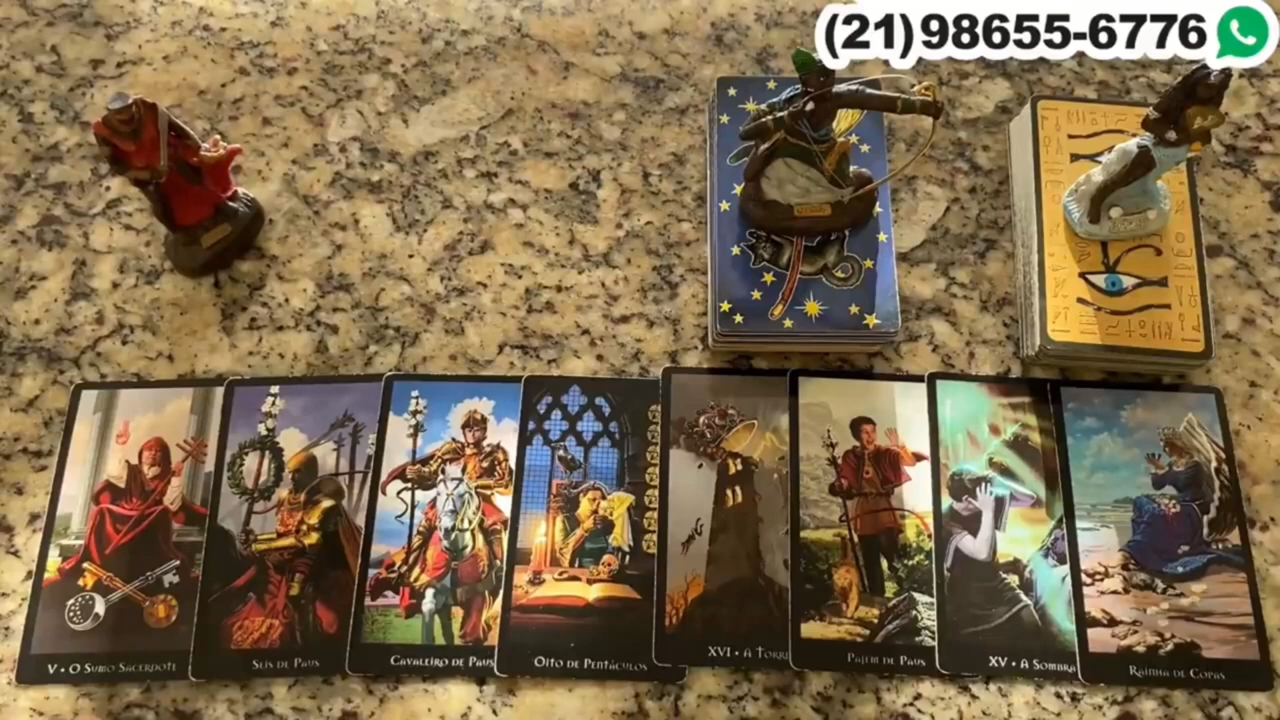 (21)98655-6776
V • O Sumo Sacerdote
Seis de Paus
Cavaleiro de Paus
Oito de Pentáculos
XVI • A Torr
Pajem de Paus
XV • A Sombra
Rainha de Copas